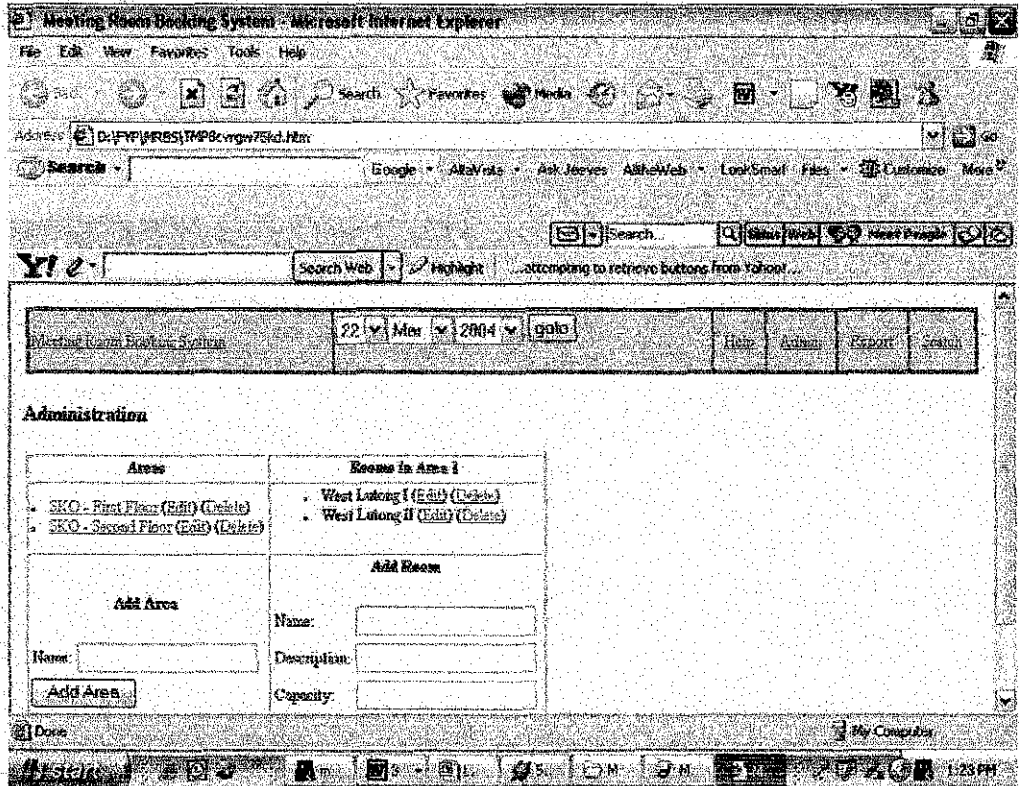 Meeting Room Booking System - Microsoft Internet Explorer
File Edit View Favorites Tools Help
Search Favorites Media
Address D:\FYP\MRBS\TMP8cvrgw75kd.htm Go
Search Google AltaVista Ask Jeeves AlltheWeb LookSmart Files Customize More
Search... Web Meet People
Y! Search Web Highlight ...attempting to retrieve buttons from Yahoo!...
Meeting Room Booking System 22 Mar 2004 goto Help Admin Report Search
Administration
Areas Rooms in Area 1
SKO - First Floor (Edit) (Delete)
SKO - Second Floor (Edit) (Delete)
West Lutong I (Edit) (Delete)
West Lutong II (Edit) (Delete)
Add Area
Name:
Add Area
Add Room
Name:
Description:
Capacity:
Done My Computer
start 1:23 PM